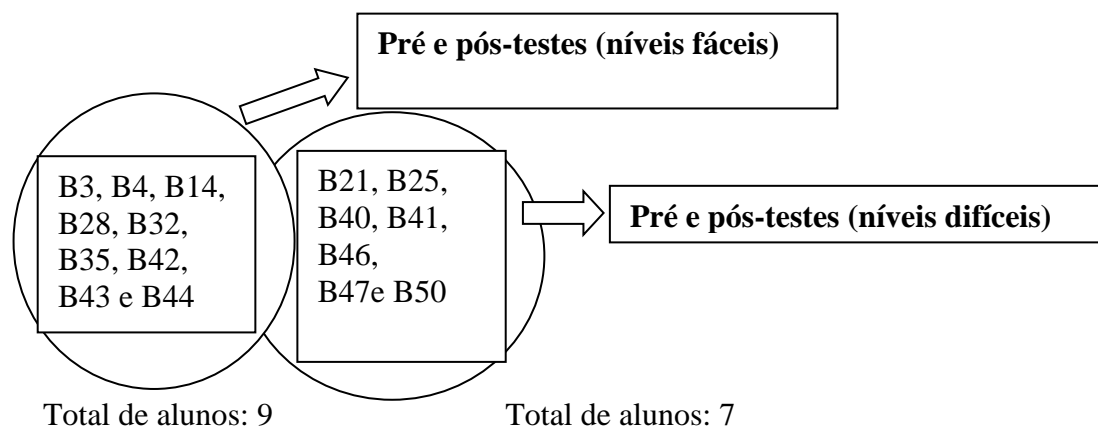 Pré e pós-testes (níveis fáceis)
B3, B4, B14,
B28, B32,
B35, B42,
B43 e B44
B21, B25,
B40, B41,
B46,
B47e B50
Pré e pós-testes (níveis difíceis)
Total de alunos: 9
Total de alunos: 7